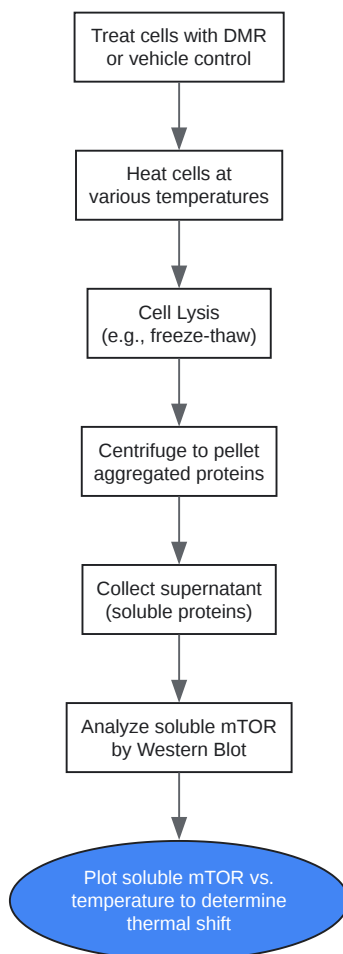 Treat cells with DMR
or vehicle control
Heat cells at
various temperatures
Cell Lysis
(e.g., freeze-thaw)
Centrifuge to pellet
aggregated proteins
Collect supernatant
(soluble proteins)
Analyze soluble mTOR
by Western Blot
Plot soluble mTOR vs.
temperature to determine
thermal shift